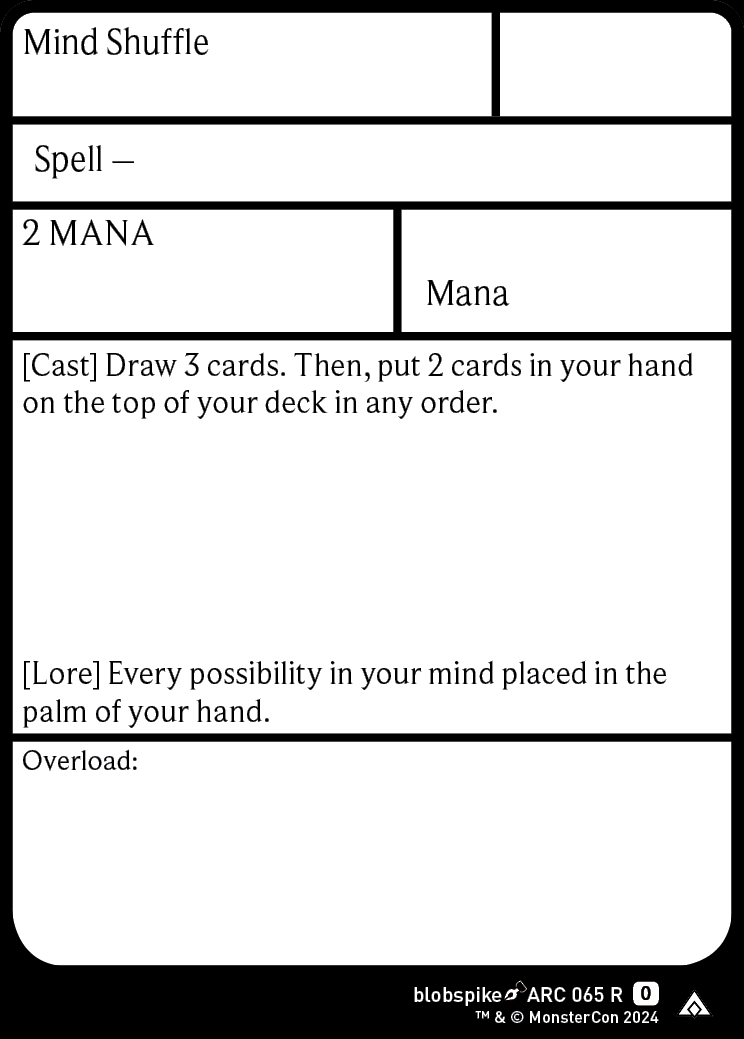 Mind Shuffle
Spell —
2 MANA
Mana
[Cast] Draw 3 cards. Then, put 2 cards in your hand
on the top of your deck in any order.
[Lore] Every possibility in your mind placed in the
palm of your hand.
Overload:
blobspike ARC 065 R 0
™ & © MonsterCon 2024